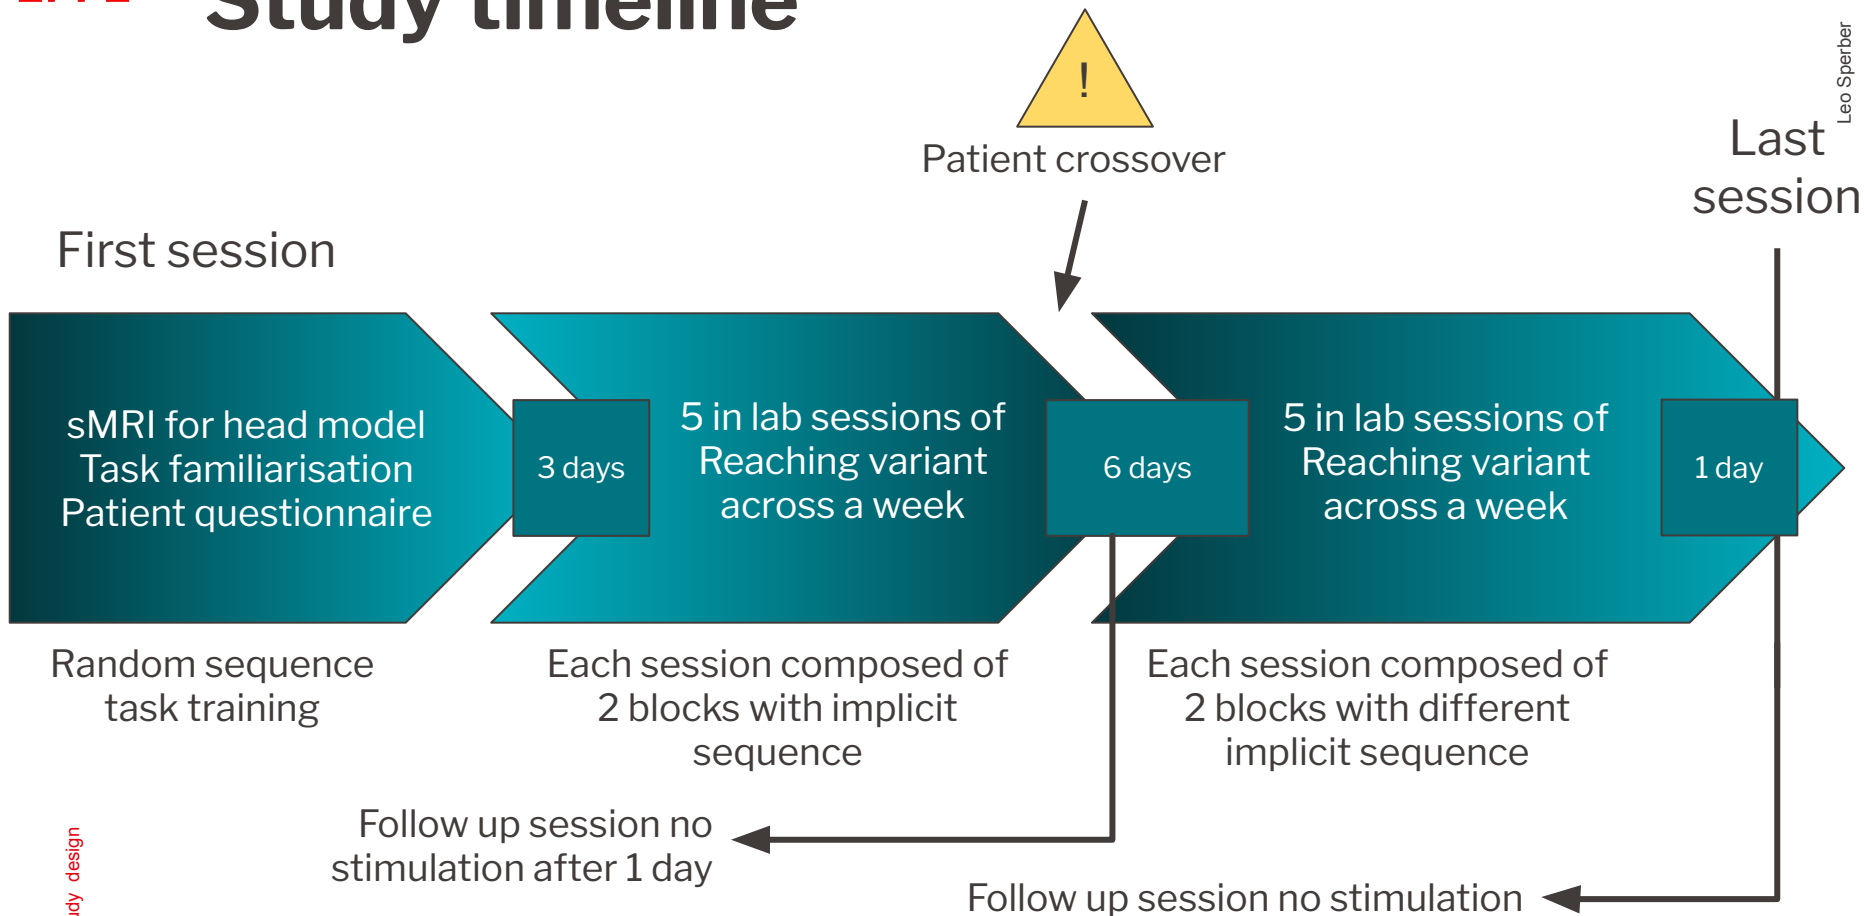 Study timeline
Leo Sperber
!
Patient crossover
Last
session
First session
sMRI for head model
Task familiarisation
Patient questionnaire
3 days
5 in lab sessions of
Reaching variant
across a week
6 days
5 in lab sessions of
Reaching variant
across a week
1 day
Random sequence
task training
Each session composed of
2 blocks with implicit
sequence
Each session composed of
2 blocks with different
implicit sequence
Follow up session no
stimulation after 1 day
Follow up session no stimulation
design